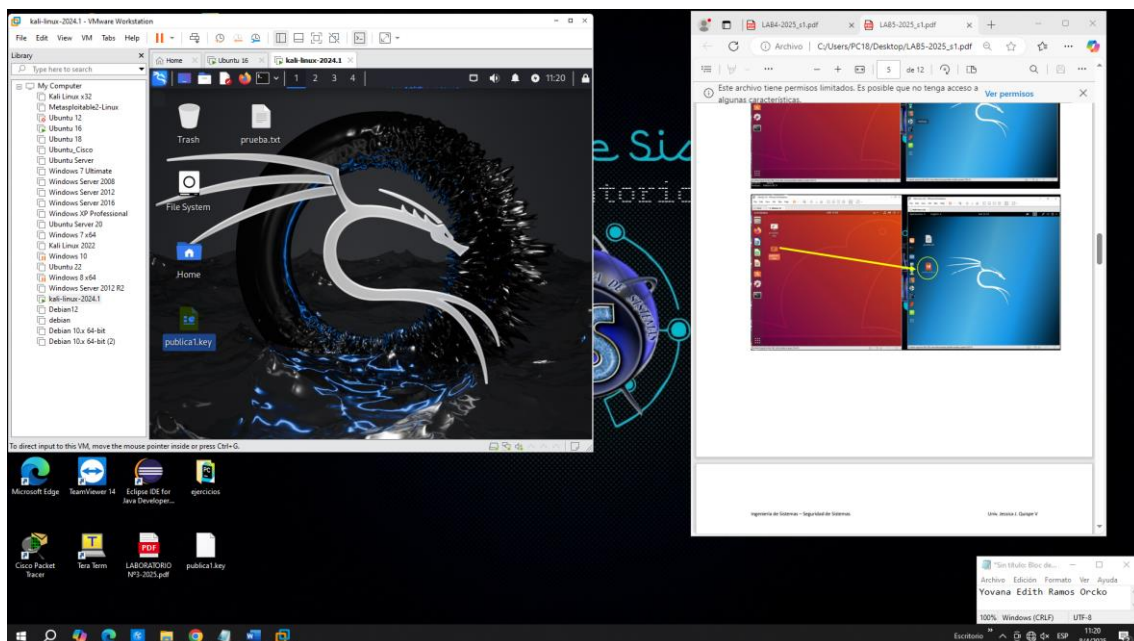 kali-linux-2024.1 - VMware Workstation
File Edit View VM Tabs Help
Library
Type here to search
My Computer
Kali Linux x32
Metasploitable2-Linux
Ubuntu 12
Ubuntu 16
Ubuntu 18
Ubuntu_Cisco
Ubuntu Server
Windows 7 Ultimate
Windows Server 2008
Windows Server 2012
Windows Server 2016
Windows XP Professional
Ubuntu Server 20
Windows 7 x64
Kali Linux 2022
Windows 10
Ubuntu 22
Windows 8 x64
Windows Server 2012 R2
kali-linux-2024.1
Debian12
debian
Debian 10.x 64-bit
Debian 10.x 64-bit (2)
Home Ubuntu 16 kali-linux-2024.1
1 2 3 4 11:20
Trash prueba.txt
File System
Home
publica1.key
To direct input to this VM, move the mouse pointer inside or press Ctrl+G.
LAB4-2025_s1.pdf LAB5-2025_s1.pdf
Archivo C:/Users/PC18/Desktop/LAB5-2025_s1.pdf
5 de 12
Este archivo tiene permisos limitados. Es posible que no tenga acceso a
algunas características.
Ver permisos
Ingeniería de Sistemas – Seguridad de Sistemas Univ. Jessica J. Quispe V
e Sis
torio
A DE SISTEMAS
Microsoft Edge TeamViewer 14 Eclipse IDE for
Java Developer... ejercicios
Cisco Packet
Tracer Tera Term LABORATORIO
Nº3-2025.pdf publica1.key
*Sin título: Bloc de...
Archivo Edición Formato Ver Ayuda
Yovana Edith Ramos Orcko
100% Windows (CRLF) UTF-8
Escritorio ESP 11:20